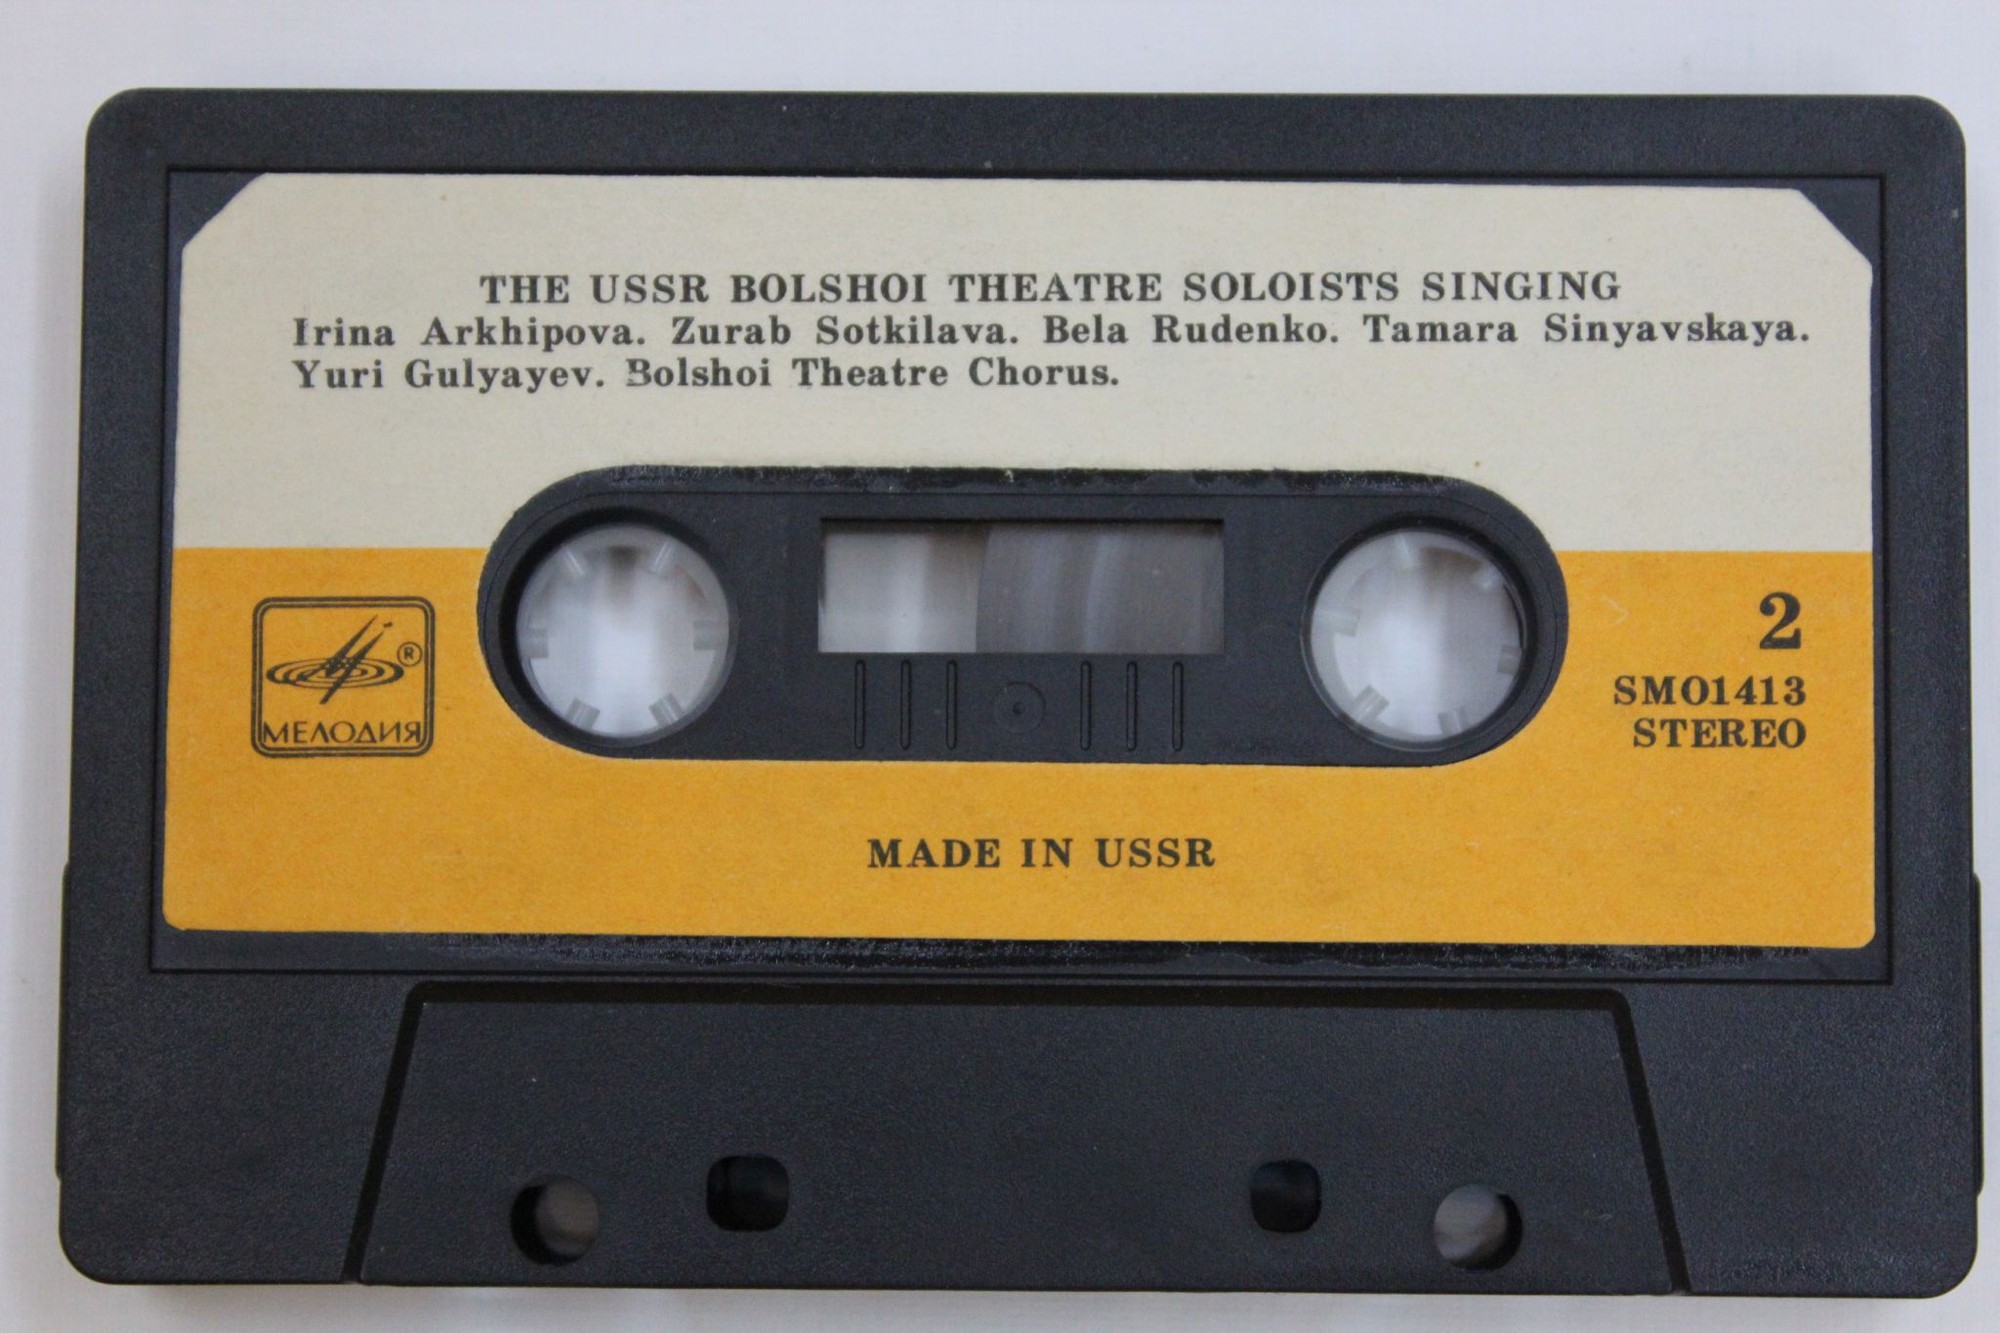 THE USSR BOLSHOI THEATRE SOLOISTS SINGING
Irina Arkhipova. Zurab Sotkilava. Bela Rudenko. Tamara Sinyavskaya.
Yuri Gulyayev. Bolshoi Theatre Chorus.
®
МЕЛОДИЯ
2
SMO1413
STEREO
MADE IN USSR